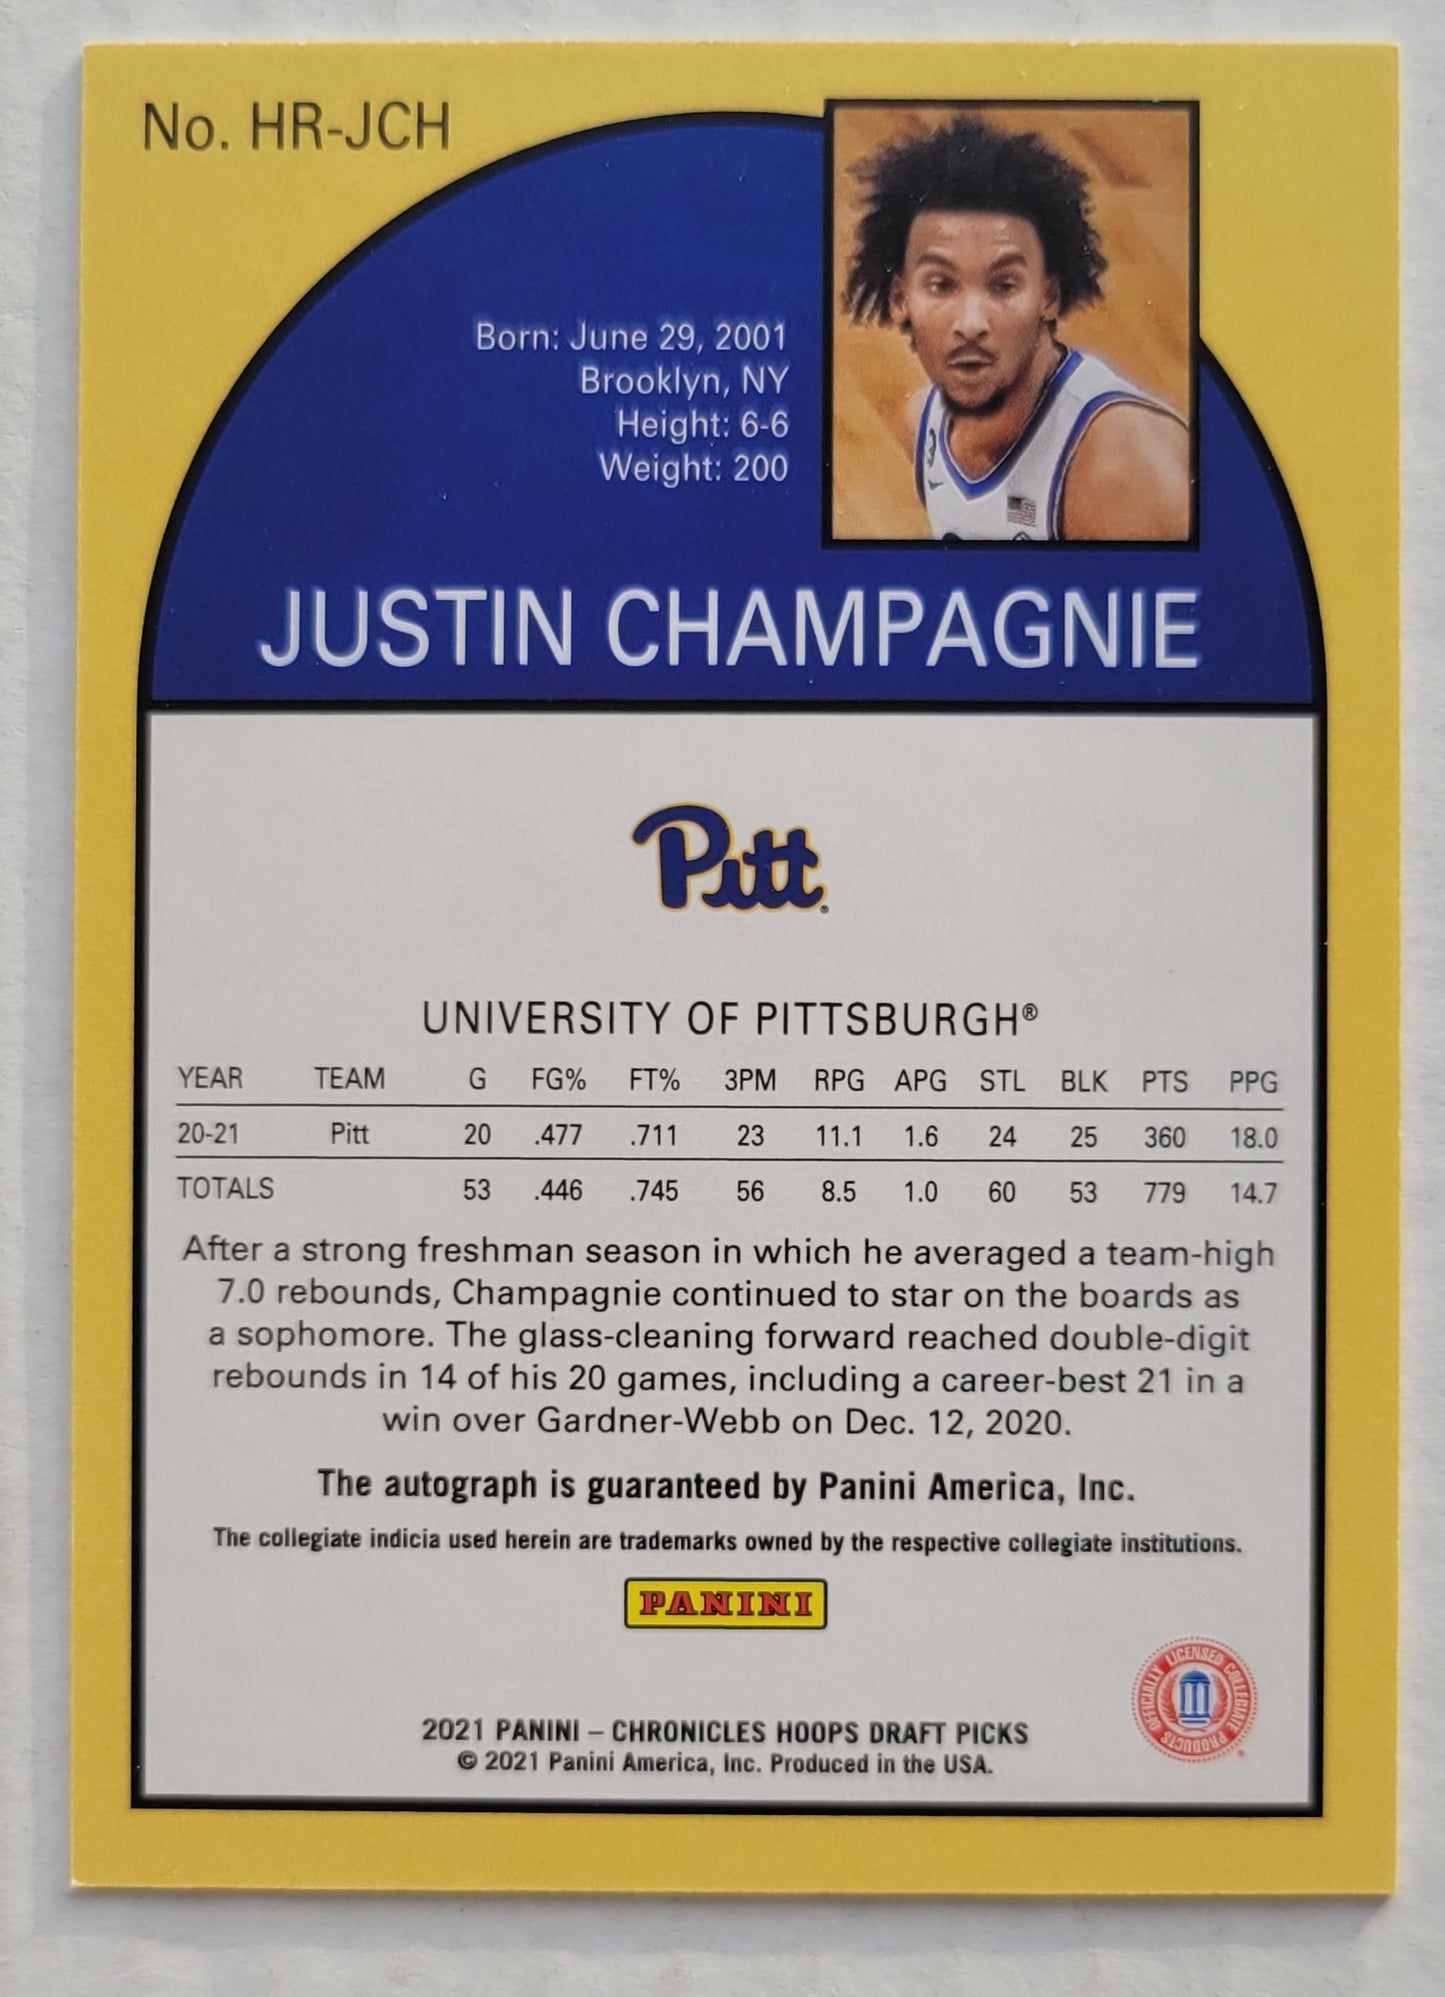 No. HR-JCH
Born: June 29, 2001
Brooklyn, NY
Height: 6-6
Weight: 200
JUSTIN CHAMPAGNIE
Pitt®
UNIVERSITY OF PITTSBURGH®
YEAR TEAM G FG% FT% 3PM RPG APG STL BLK PTS PPG
20-21 Pitt 20 .477 .711 23 11.1 1.6 24 25 360 18.0
TOTALS 53 .446 .745 56 8.5 1.0 60 53 779 14.7
After a strong freshman season in which he averaged a team-high
7.0 rebounds, Champagnie continued to star on the boards as
a sophomore. The glass-cleaning forward reached double-digit
rebounds in 14 of his 20 games, including a career-best 21 in a
win over Gardner-Webb on Dec. 12, 2020.
The autograph is guaranteed by Panini America, Inc.
The collegiate indicia used herein are trademarks owned by the respective collegiate institutions.
PANINI
OFFICIALLY LICENSED COLLEGIATE PRODUCTS
2021 PANINI – CHRONICLES HOOPS DRAFT PICKS
© 2021 Panini America, Inc. Produced in the USA.